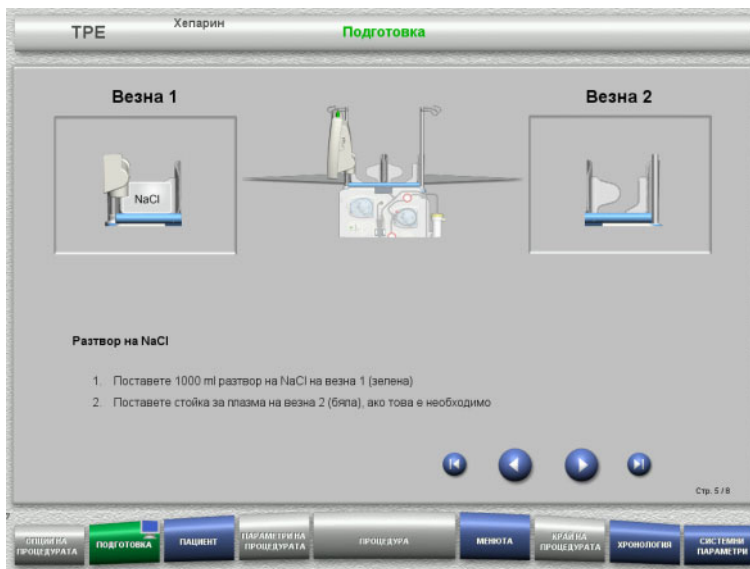 TPE
Хепарин
Подготовка
Везна 1
Везна 2
NaCl
Разтвор на NaCl
1. Поставете 1000 ml разтвор на NaCl на везна 1 (зелена)
2. Поставете стойка за плазма на везна 2 (бяла), ако това е необходимо
Стр. 5 / 8
ОПЦИИ НА
ПРОЦЕДУРАТА
ПОДГОТОВКА
ПАЦИЕНТ
ПАРАМЕТРИ НА
ПРОЦЕДУРАТА
ПРОЦЕДУРА
МЕНЮТА
КРАЙ НА
ПРОЦЕДУРАТА
ХРОНОЛОГИЯ
СИСТЕМНИ
ПАРАМЕТРИ